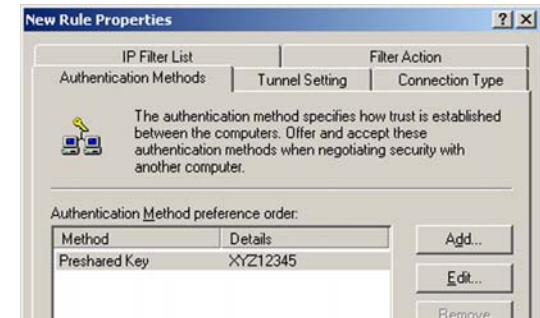 New Rule Properties
IP Filter List
Filter Action
Authentication Methods
Tunnel Setting
Connection Type
The authentication method specifies how trust is established
between the computers. Offer and accept these
authentication methods when negotiating security with
another computer.
Authentication Method preference order:
Method Details
Preshared Key XYZ12345
Add...
Edit...
Remove